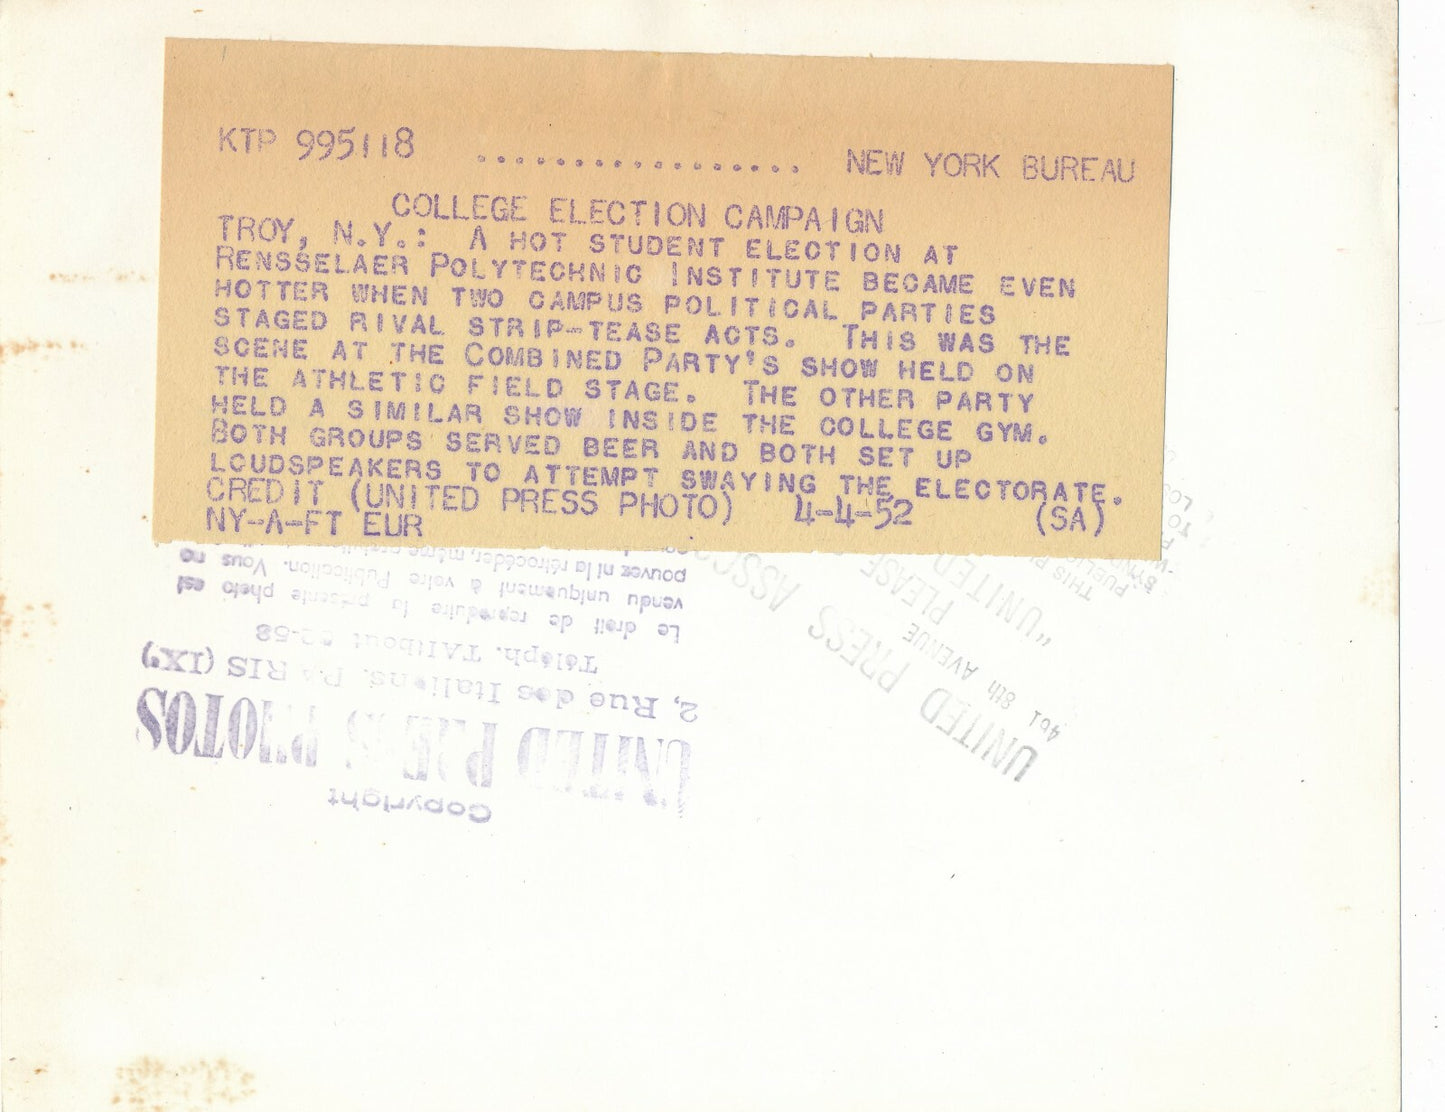 KTP 995118 .................. NEW YORK BUREAU
COLLEGE ELECTION CAMPAIGN
TROY, N.Y.: A HOT STUDENT ELECTION AT
RENSSELAER POLYTECHNIC INSTITUTE BECAME EVEN
HOTTER WHEN TWO CAMPUS POLITICAL PARTIES
STAGED RIVAL STRIP-TEASE ACTS. THIS WAS THE
SCENE AT THE COMBINED PARTY'S SHOW HELD ON
THE ATHLETIC FIELD STAGE. THE OTHER PARTY
HELD A SIMILAR SHOW INSIDE THE COLLEGE GYM.
BOTH GROUPS SERVED BEER AND BOTH SET UP
LOUDSPEAKERS TO ATTEMPT SWAYING THE ELECTORATE.
CREDIT (UNITED PRESS PHOTO) 4-4-52 (SA)
NY-A-FT EUR
Copyright
UNITED PRESS PHOTOS
2, Rue des Italiens, PARIS (IXe)
Téléph. TAItbout
Le droit de reproduire la présente photo est
vendu uniquement à votre Publication. Vous ne
pouvez ni la rétrocéder, même
UNITED PRESS
461 8th AVENUE
PLEASE
"UNITED
THIS